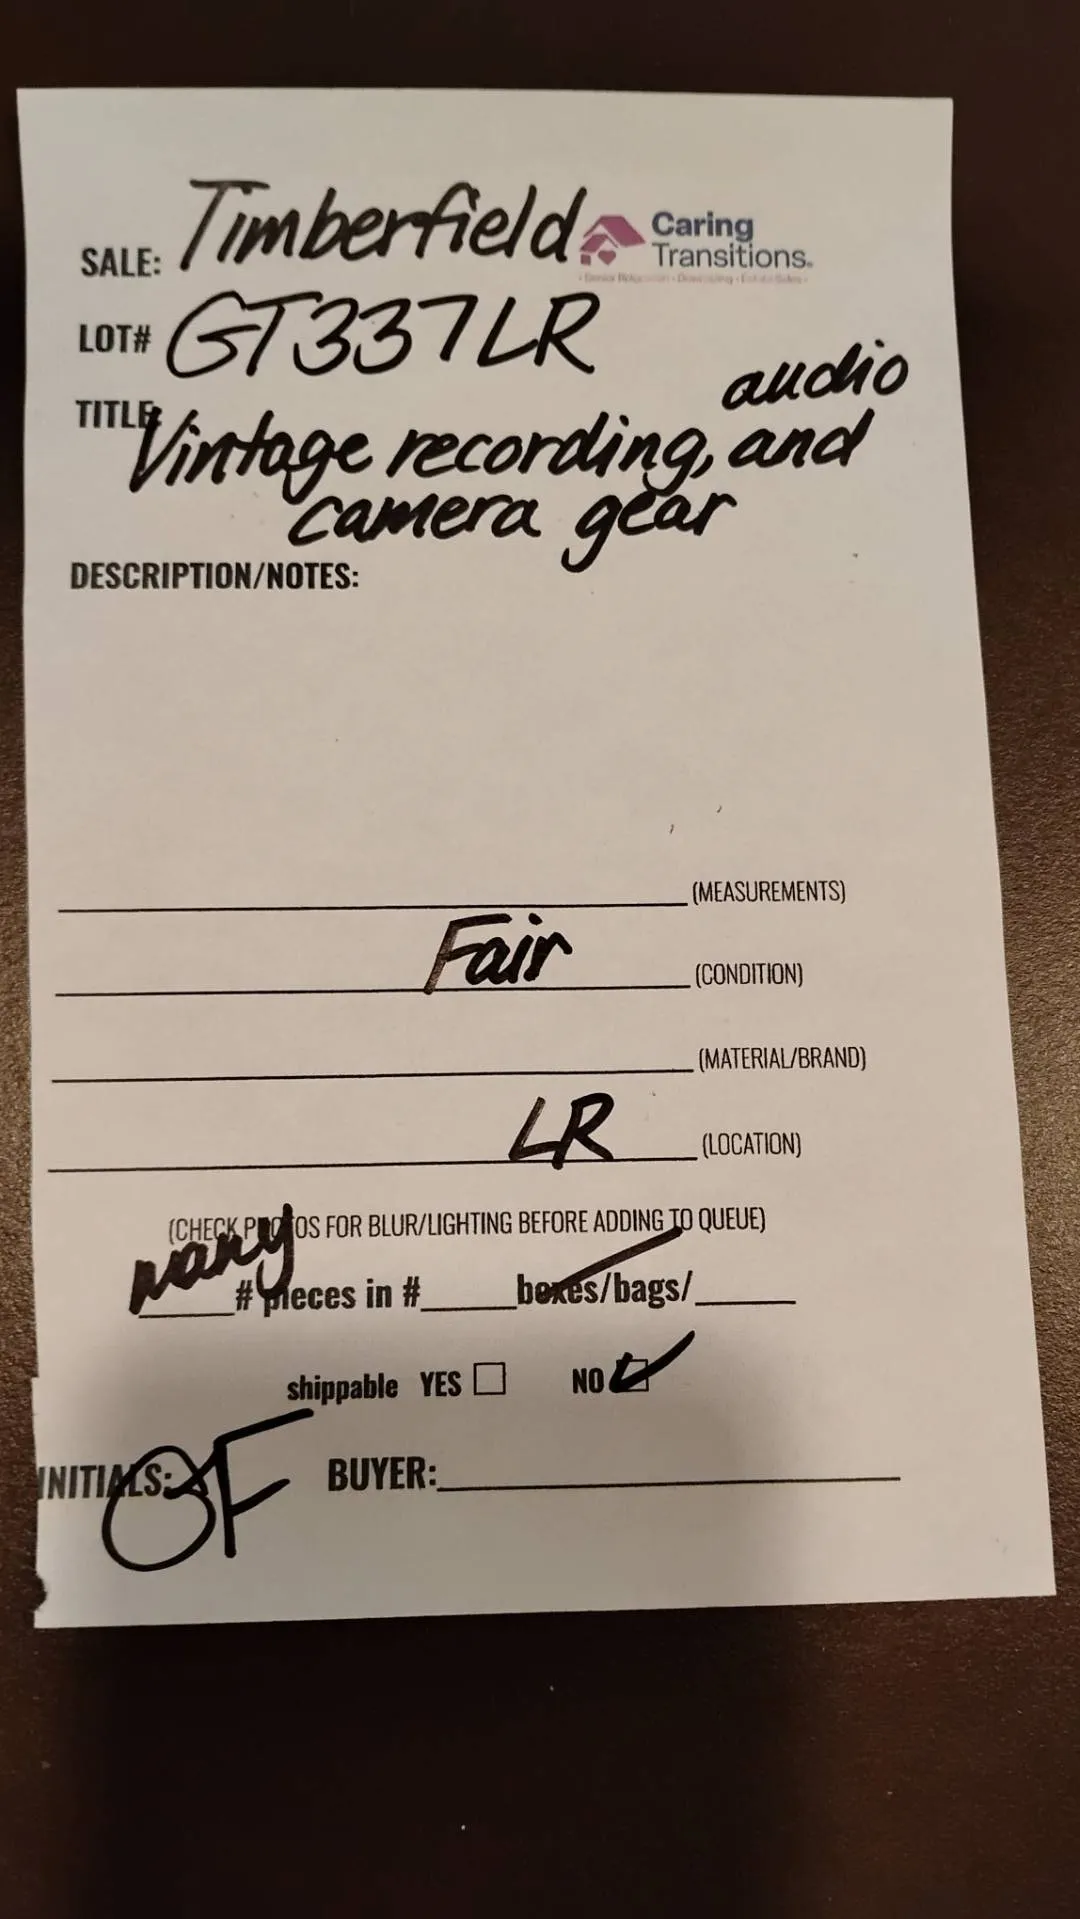 SALE: Timberfield
Caring
Transitions.
LOT# GT337LR
audio
TITLE: Vintage recording, and
camera gear
DESCRIPTION/NOTES:
(MEASUREMENTS)
Fair (CONDITION)
(MATERIAL/BRAND)
LR (LOCATION)
(CHECK PHOTOS FOR BLUR/LIGHTING BEFORE ADDING TO QUEUE)
many # pieces in # boxes/bags/
shippable YES NO
INITIALS: OF BUYER: